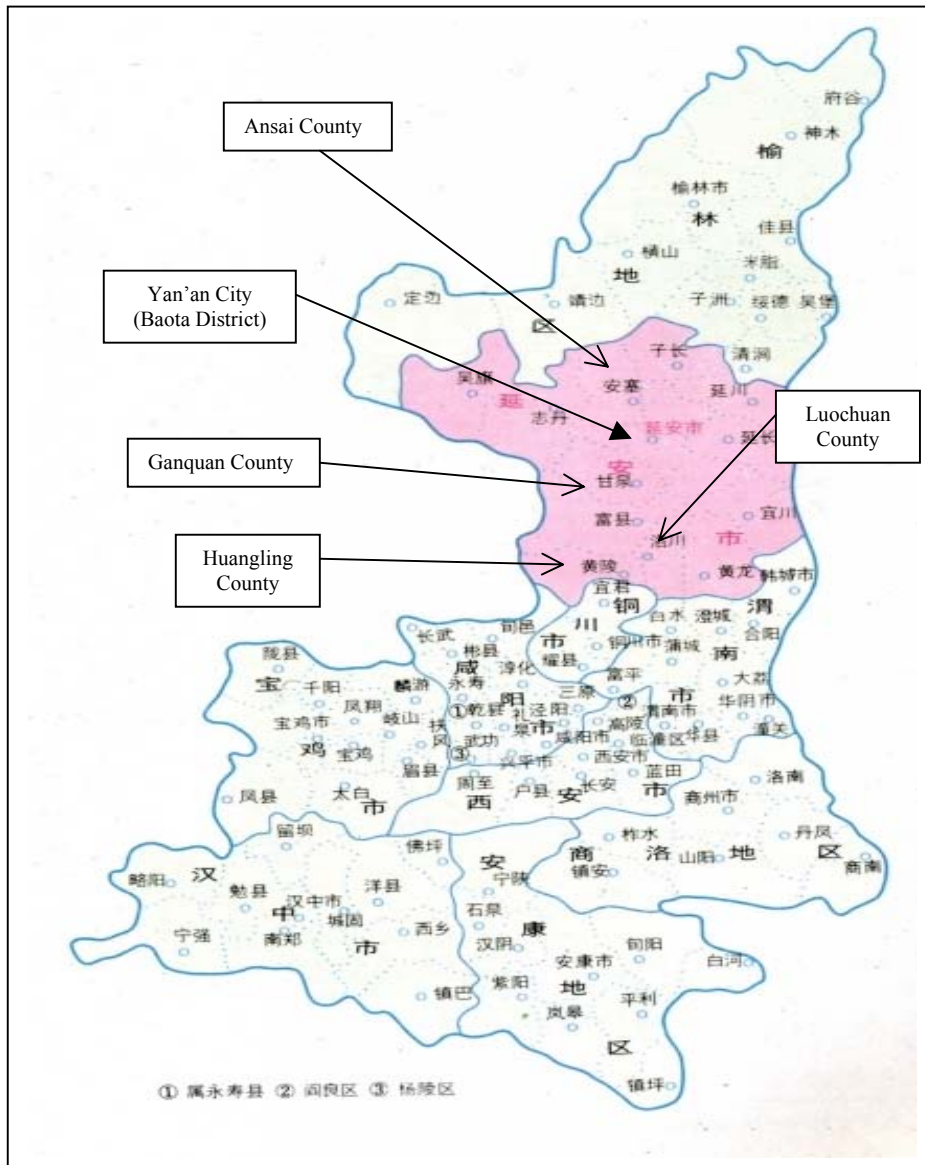 府谷
Ansai County
神木
榆
榆林市
林
佳县
横山
米脂
地
Yan'an City
(Baota District)
定边
靖边
子洲
绥德
吴堡
区
子长
清涧
吴旗
安塞
延川
延
志丹
延安市
延长
Luochuan
County
Ganquan County
安
甘泉
富县
宜川
市
洛川
Huangling
County
黄陵
黄龙
韩城市
宜君
铜
渭
长武
旬邑
川
白水
澄城
合阳
市
铜川市
蒲城
南
彬县
咸
耀县
陇县
淳化
富平
大荔
宝
千阳
麟游
永寿
阳
三原
②
市
华阴市
凤翔
①
乾县
礼
泉
泾阳
高陵
渭南市
宝鸡市
岐山
扶
风
武功
市
咸阳市
临潼区
华县
潼关
鸡
宝鸡
③
兴平市
西安市
眉县
周至
户县
长安
蓝田
洛南
太白
西
安
市
商州市
凤县
市
留坝
柞水
丹凤
佛坪
安
商
洛
山阳
地
区
商南
略阳
汉
宁陕
镇安
勉县
洋县
汉中市
石泉
中
城固
康
南郑
西乡
汉阴
旬阳
宁强
市
安康市
白河
紫阳
地
镇巴
平利
岚皋
区
镇坪
① 属永寿县 ② 阎良区 ③ 杨陵区